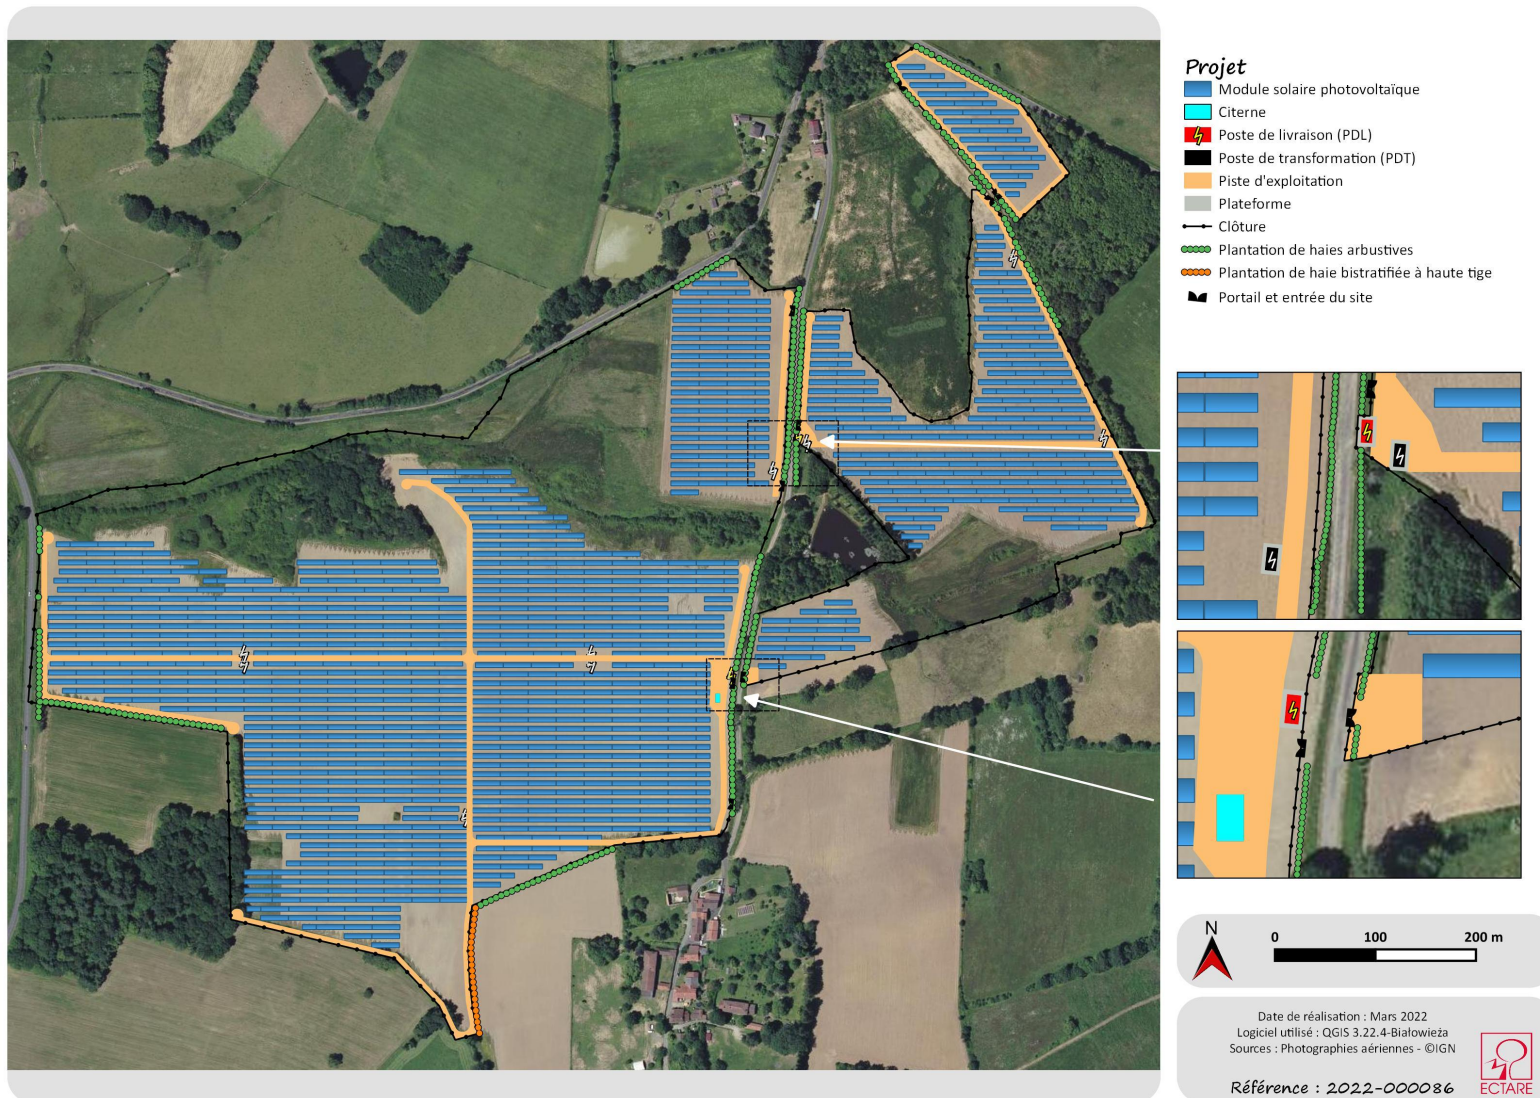 Projet
Module solaire photovoltaïque
Citerne
Poste de livraison (PDL)
Poste de transformation (PDT)
Piste d'exploitation
Plateforme
Clôture
Plantation de haies arbustives
Plantation de haie bistratifiée à haute tige
Portail et entrée du site
N
0 100 200 m
Date de réalisation : Mars 2022
Logiciel utilisé : QGIS 3.22.4-Białowieża
Sources : Photographies aériennes - ©IGN
Référence : 2022-000086
ECTARE